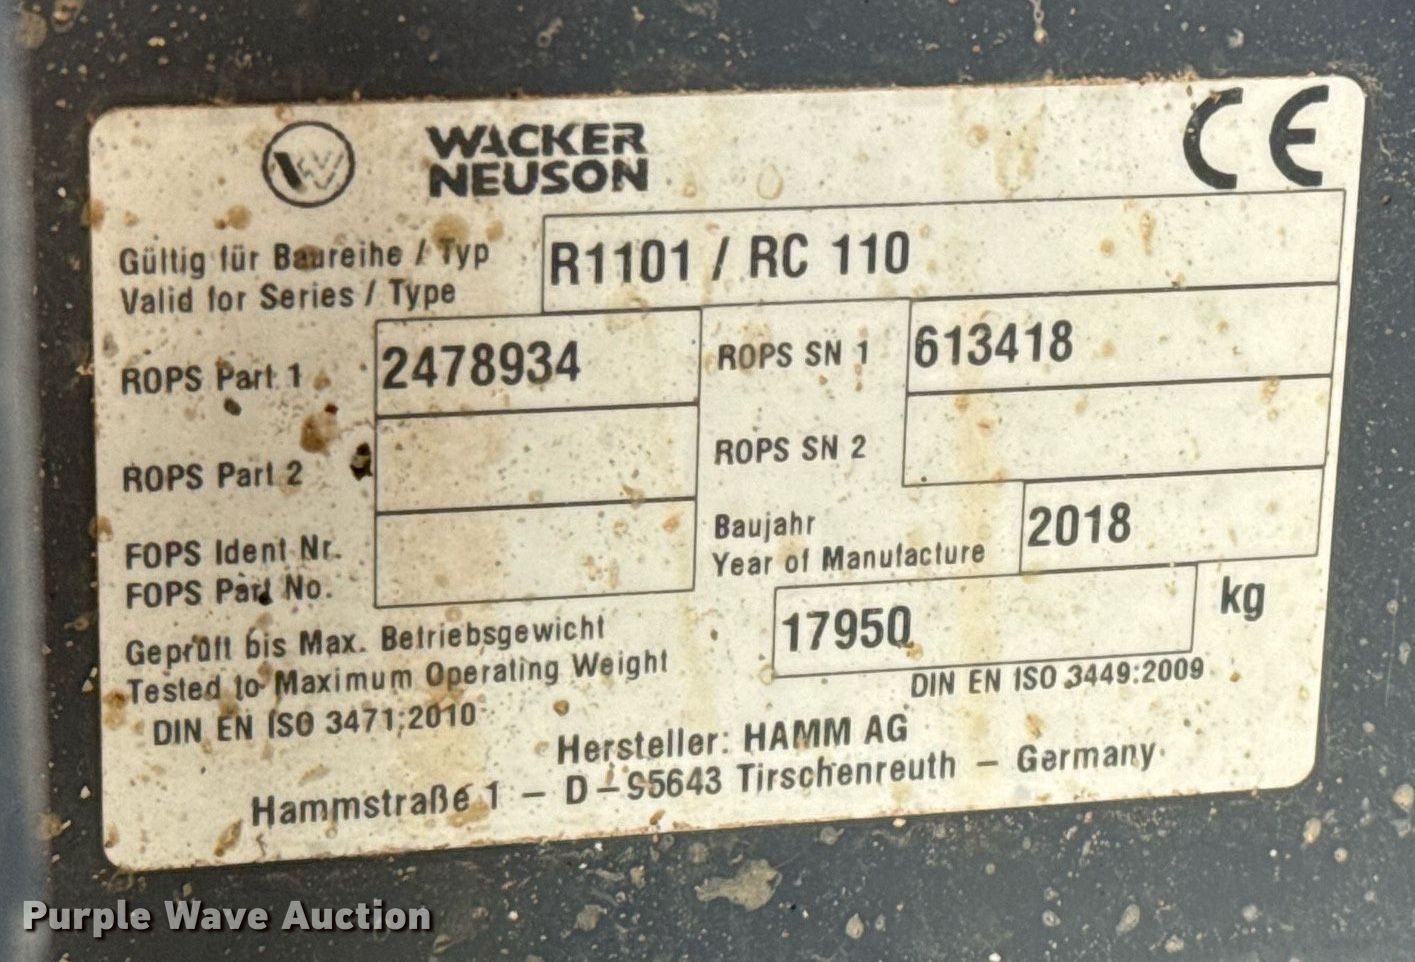 WACKER
NEUSON
CE
Gültig für Baureihe / Typ
Valid for Series / Type
R1101 / RC 110
ROPS Part 1
2478934
ROPS SN 1
613418
ROPS Part 2
ROPS SN 2
FOPS Ident Nr.
FOPS Part No.
Baujahr
Year of Manufacture
2018
Geprüft bis Max. Betriebsgewicht
Tested to Maximum Operating Weight
17950
kg
DIN EN ISO 3471:2010
DIN EN ISO 3449:2009
Hersteller: HAMM AG
Hammstraße 1 – D – 95643 Tirschenreuth – Germany
Purple Wave Auction